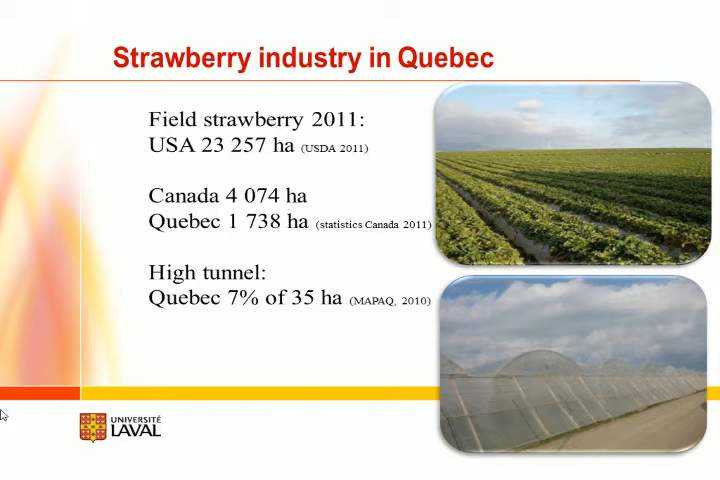 Strawberry industry in Quebec
Field strawberry 2011:
USA 23 257 ha (USDA 2011)
Canada 4 074 ha
Quebec 1 738 ha (statistics Canada 2011)
High tunnel:
Quebec 7% of 35 ha (MAPAQ, 2010)
UNIVERSITÉ
LAVAL